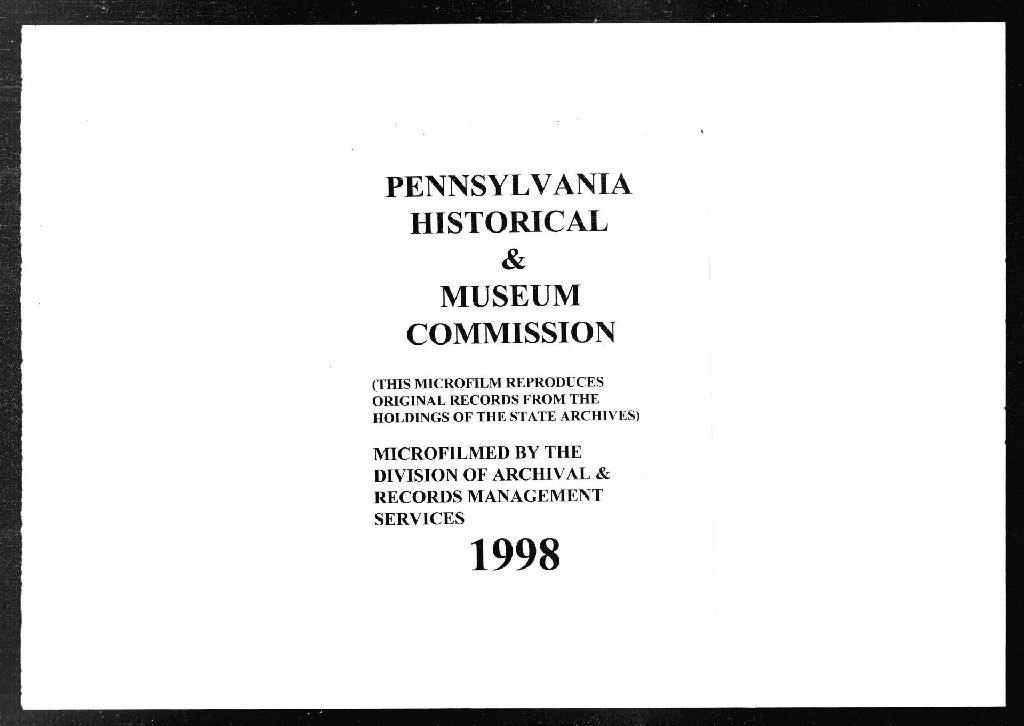 PENNSYLVANIA
HISTORICAL
&
MUSEUM
COMMISSION
(THIS MICROFILM REPRODUCES
ORIGINAL RECORDS FROM THE
HOLDINGS OF THE STATE ARCHIVES)
MICROFILMED BY THE
DIVISION OF ARCHIVAL &
RECORDS MANAGEMENT
SERVICES
1998